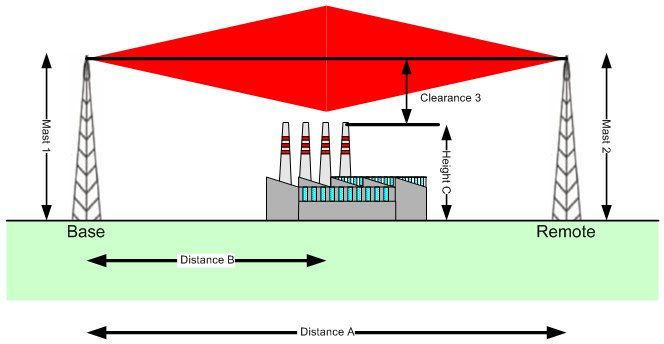 Clearance 3
Mast 1
Height C
Mast 2
Base
Remote
Distance B
Distance A